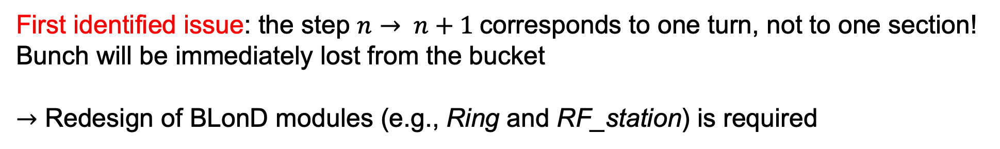 First identified issue: the step n → n + 1 corresponds to one turn, not to one section!
Bunch will be immediately lost from the bucket
→ Redesign of BLonD modules (e.g., Ring and RF_station) is required